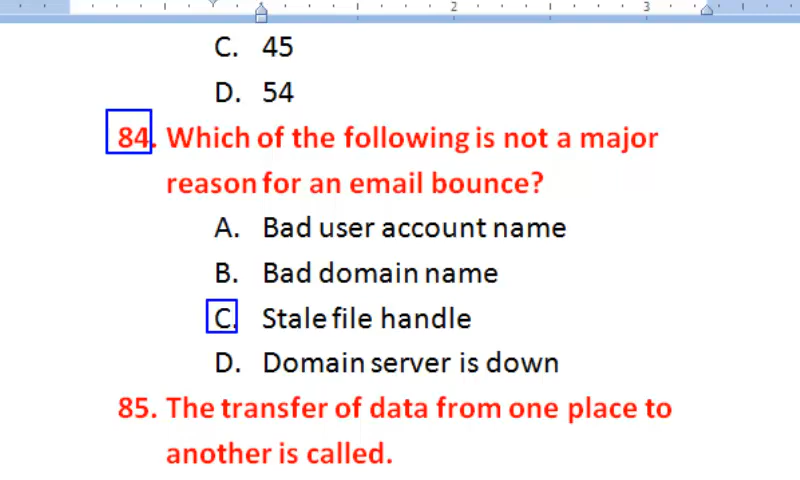 2
3
C. 45
D. 54
84. Which of the following is not a major
reason for an email bounce?
A. Bad user account name
B. Bad domain name
C. Stale file handle
D. Domain server is down
85. The transfer of data from one place to
another is called.